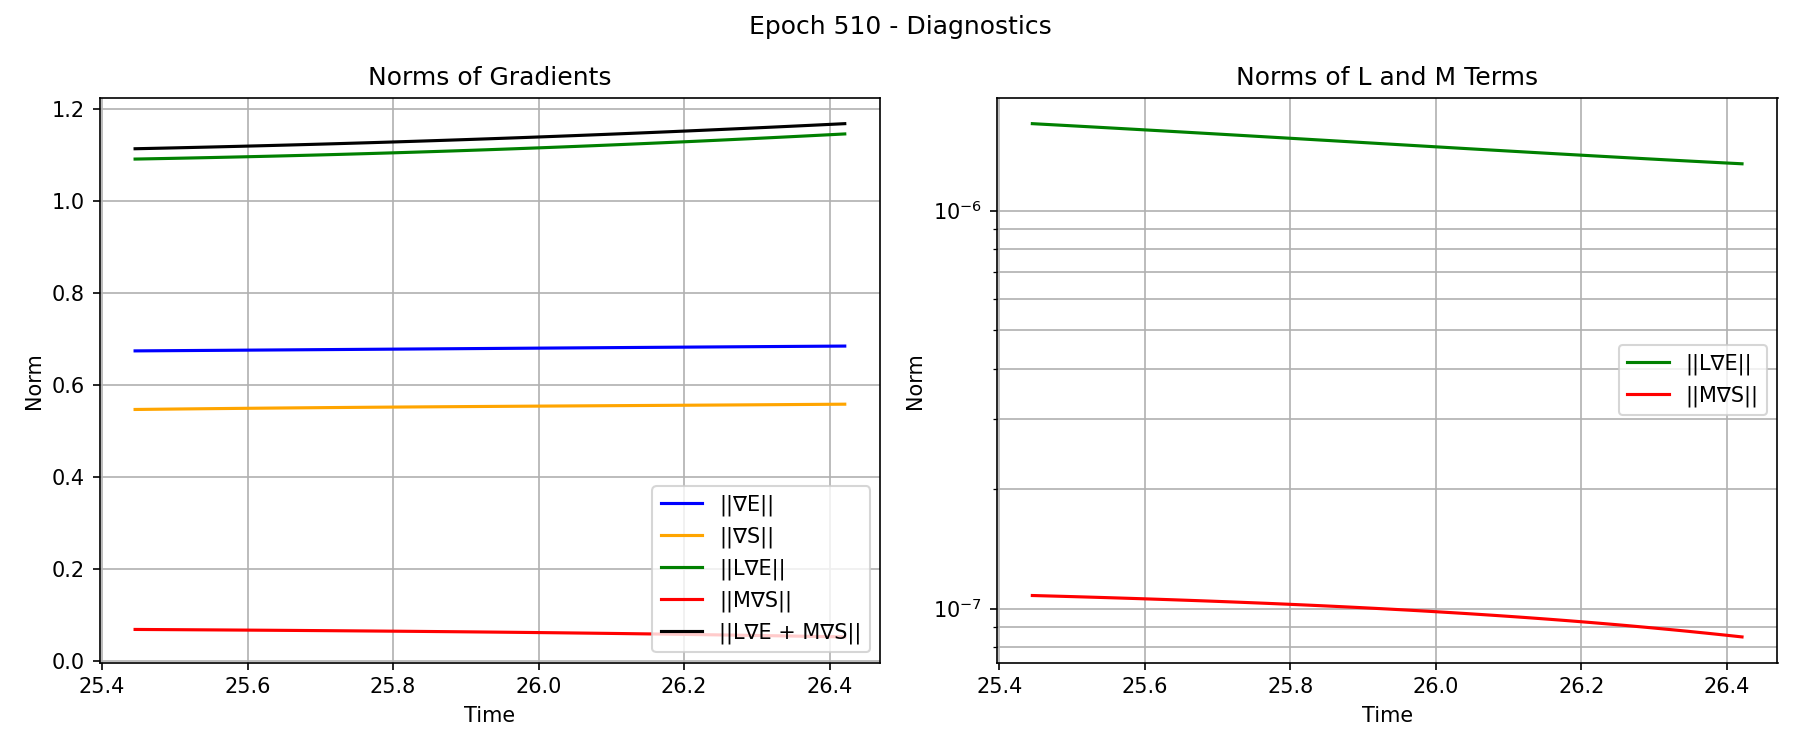 Epoch 510 - Diagnostics
Norms of Gradients
Norm
1.2
1.0
0.8
0.6
0.4
0.2
0.0
25.4 25.6 25.8 26.0 26.2 26.4
Time
||∇E||
||∇S||
||L∇E||
||M∇S||
||L∇E + M∇S||
Norms of L and M Terms
Norm
10⁻⁶
10⁻⁷
25.4 25.6 25.8 26.0 26.2 26.4
Time
||L∇E||
||M∇S||